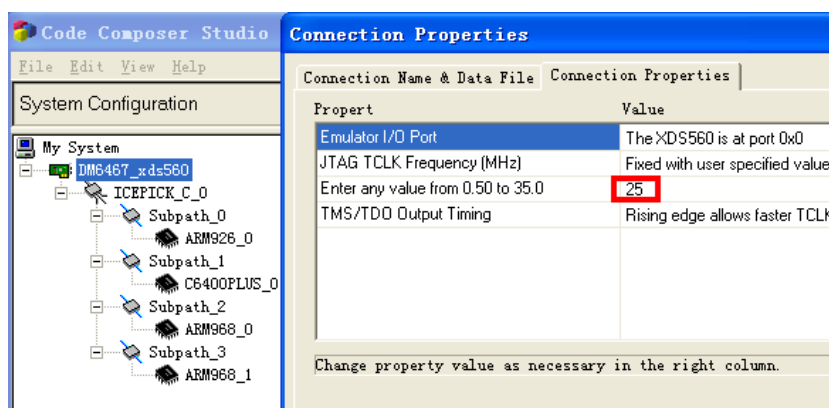 Code Composer Studio
File Edit View Help
System Configuration
My System
DM6467_xds560
ICEPICK_C_0
Subpath_0
ARM926_0
Subpath_1
C6400PLUS_0
Subpath_2
ARM968_0
Subpath_3
ARM968_1
Connection Properties
Connection Name & Data File Connection Properties
Propert Value
Emulator I/O Port The XDS560 is at port 0x0
JTAG TCLK Frequency (MHz) Fixed with user specified value
Enter any value from 0.50 to 35.0 25
TMS/TDO Output Timing Rising edge allows faster TCLK
Change property value as necessary in the right column.